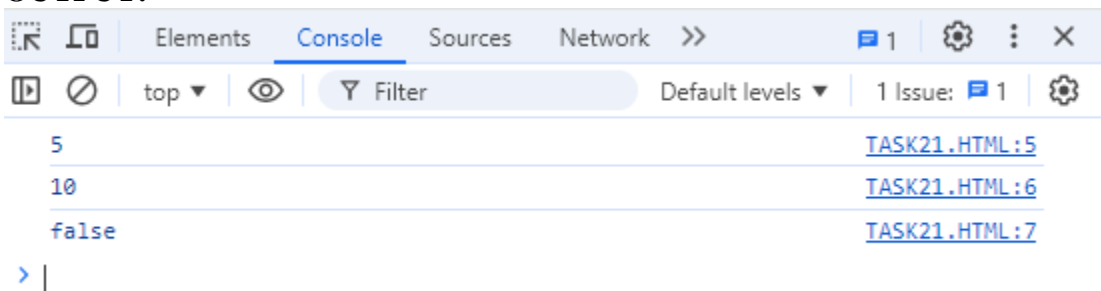 Elements Console Sources Network >> 1
top ▼ Filter Default levels ▼ 1 Issue: 1
5 TASK21.HTML:5
10 TASK21.HTML:6
false TASK21.HTML:7
>